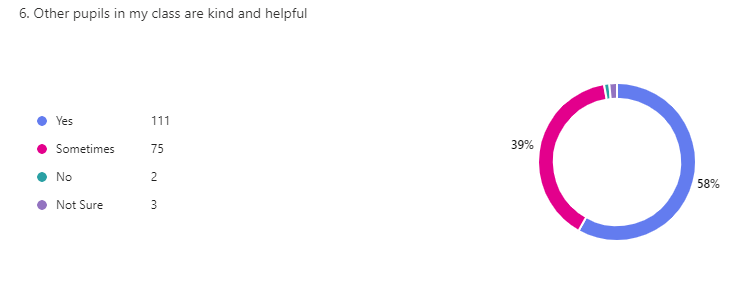 6. Other pupils in my class are kind and helpful
Yes 111
Sometimes 75
No 2
Not Sure 3
39%
58%